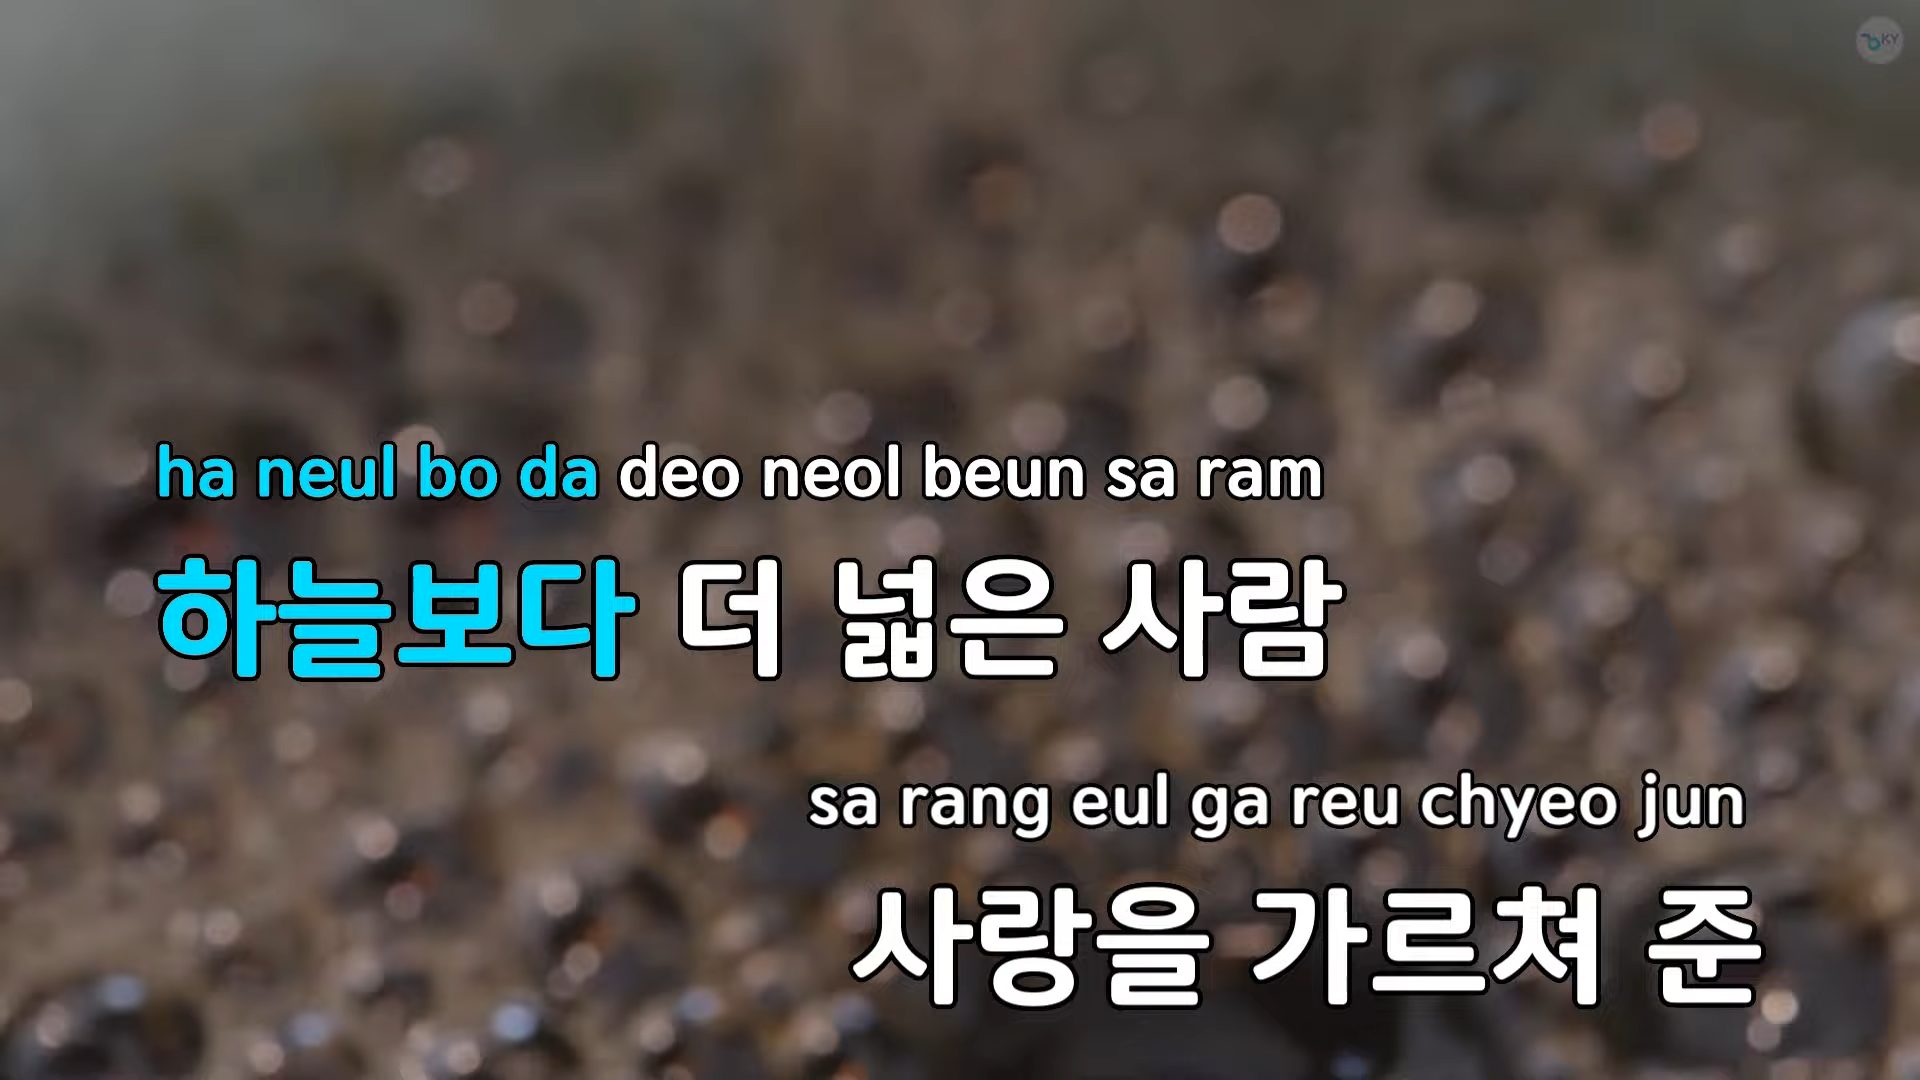 KY
ha neul bo da deo neol beun sa ram
하늘보다 더 넓은 사람
sa rang eul ga reu chyeo jun
사랑을 가르쳐 준